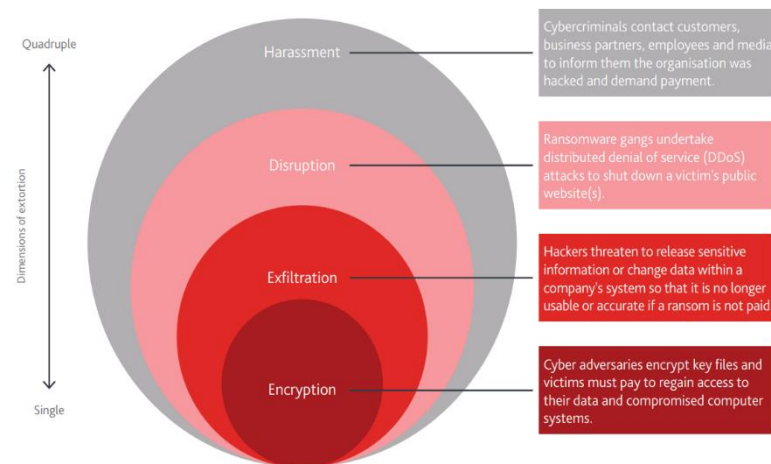 Quadruple
Dimensions of extortion
Single
Harassment
Cybercriminals contact customers,
business partners, employees and media
to inform them the organisation was
hacked and demand payment.
Disruption
Ransomware gangs undertake
distributed denial of service (DDoS)
attacks to shut down a victim's public
website(s).
Exfiltration
Hackers threaten to release sensitive
information or change data within a
company's system so that it is no longer
usable or accurate if a ransom is not paid
Encryption
Cyber adversaries encrypt key files and
victims must pay to regain access to
their data and compromised computer
systems.